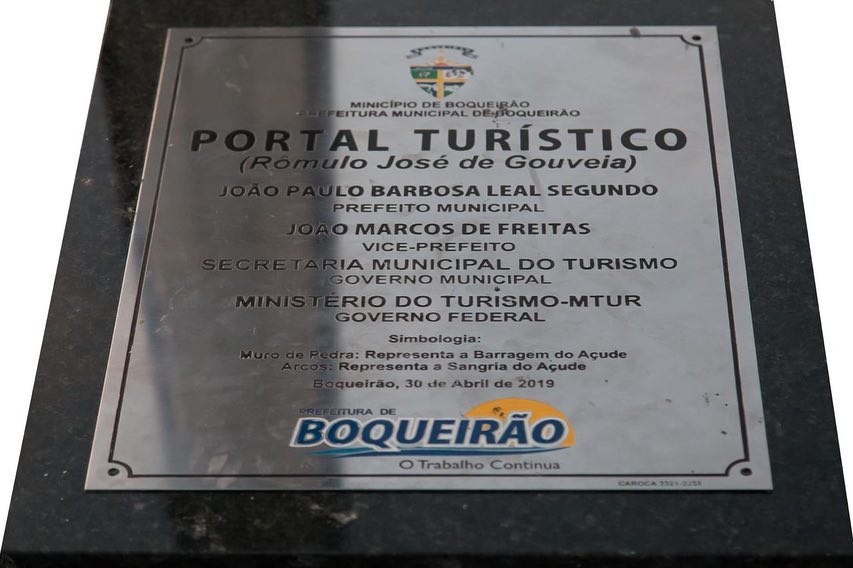 MINICÍPIO DE BOQUEIRÃO
PREFEITURA MUNICIPAL DE BOQUEIRÃO
PORTAL TURÍSTICO
(Rômulo José de Gouveia)
JOÃO PAULO BARBOSA LEAL SEGUNDO
PREFEITO MUNICIPAL
JOÃO MARCOS DE FREITAS
VICE-PREFEITO
SECRETARIA MUNICIPAL DO TURISMO
GOVERNO MUNICIPAL
MINISTÉRIO DO TURISMO-MTUR
GOVERNO FEDERAL
Simbologia:
Muro de Pedra: Representa a Barragem do Açude
Arcos: Representa a Sangria do Açude
Boqueirão, 30 de Abril de 2019
PREFEITURA DE
BOQUEIRÃO
O Trabalho Continua
CAROCA 3321-2258